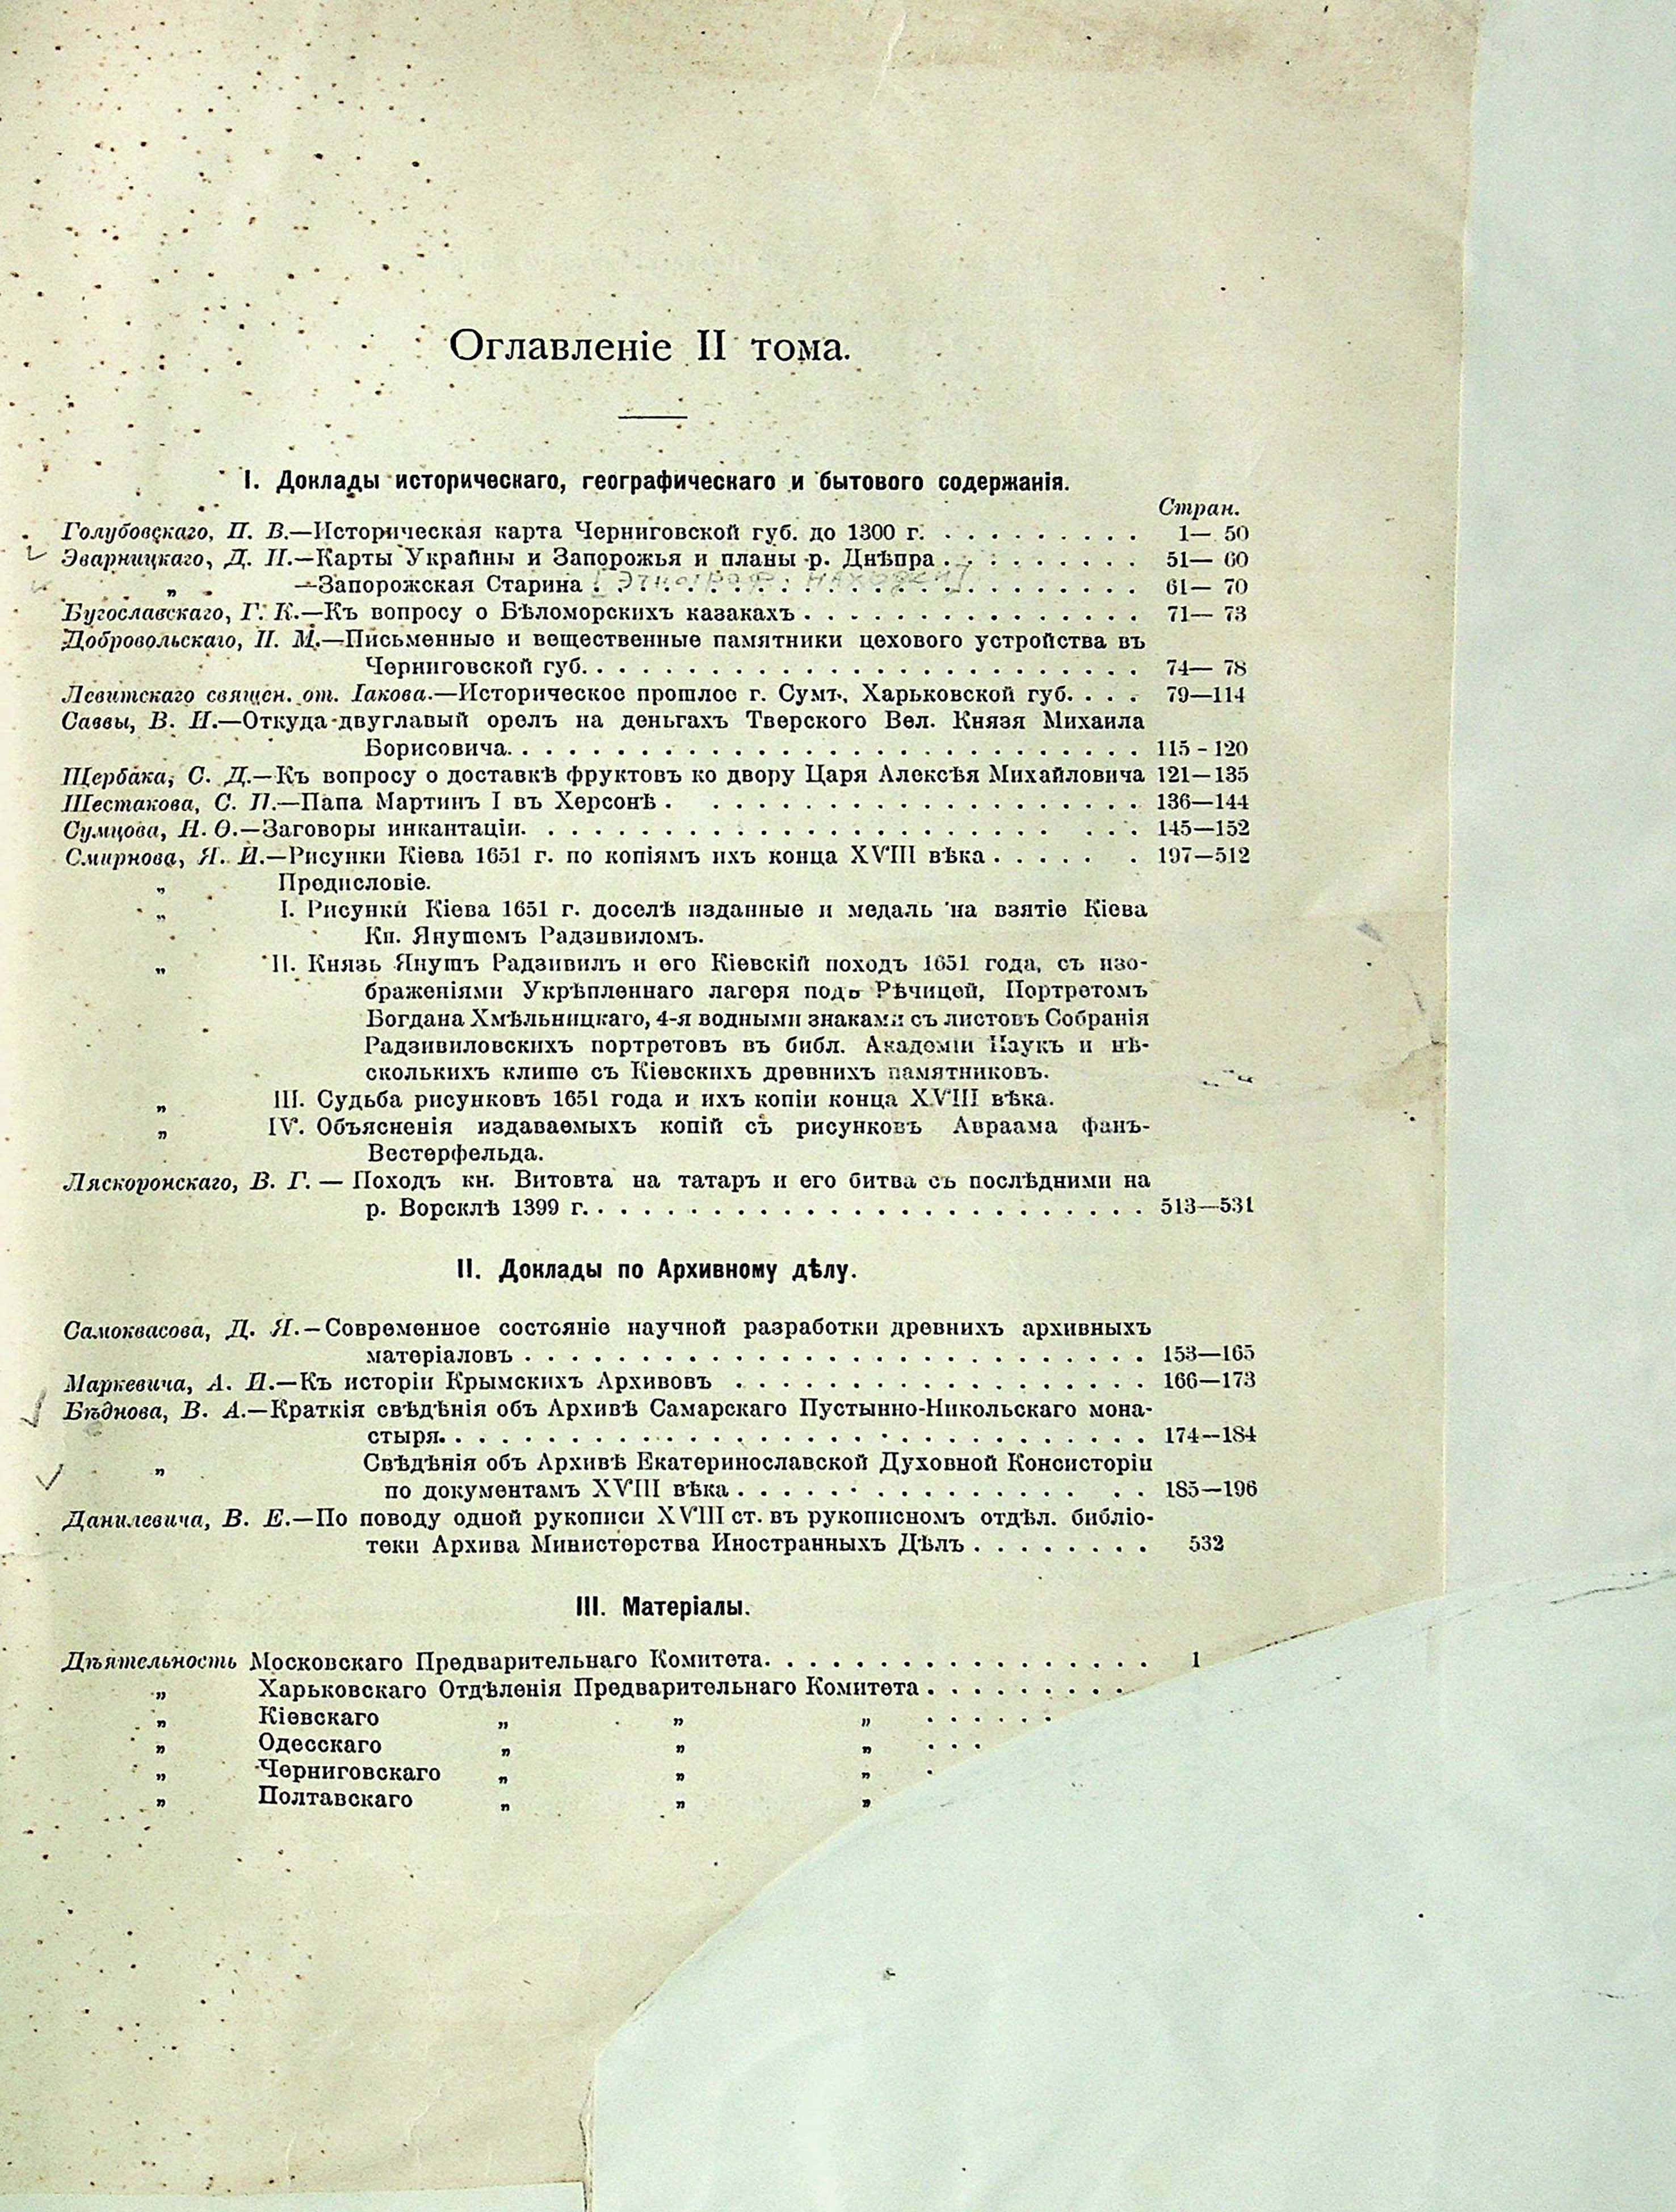 Оглавленіе II тома.
I. Доклады историческаго, географическаго и бытового содержанія.
Стран.
Голубовскаго, П. В.—Историческая карта Черниговской губ. до 1300 г. . . . . . . . . . 1— 50
Эварницкаго, Д. И.—Карты Украйны и Запорожья и планы р. Днѣпра . . . . . . . . . 51— 60
„ —Запорожская Старина [Этнограф. находки] . . . . . . . . 61— 70
Бугославскаго, Г. К.—Къ вопросу о Бѣломорскихъ казакахъ . . . . . . . . . . . . . . . 71— 73
Добровольскаго, П. М.—Письменные и вещественные памятники цехового устройства въ
Черниговской губ. . . . . . . . . . . . . . . . . . . . . . . . . 74— 78
Левитскаго священ. от. Іакова.—Историческое прошлое г. Сумъ, Харьковской губ. . . . 79—114
Саввы, В. И.—Откуда двуглавый орелъ на деньгахъ Тверского Вел. Князя Михаила
Борисовича. . . . . . . . . . . . . . . . . . . . . . . . . . . . 115-120
Щербака, С. Д.—Къ вопросу о доставкѣ фруктовъ ко двору Царя Алексѣя Михайловича 121—135
Шестакова, С. П.—Папа Мартинъ I въ Херсонѣ . . . . . . . . . . . . . . . . . . . . 136—144
Сумцова, Н. Ѳ.—Заговоры инкантаціи. . . . . . . . . . . . . . . . . . . . . . . . . . 145—152
Смирнова, Я. И.—Рисунки Кіева 1651 г. по копіямъ ихъ конца XVIII вѣка . . . . . . 197—512
„ Предисловіе.
„ I. Рисунки Кіева 1651 г. доселѣ изданные и медаль на взятіе Кіева
Кн. Янушемъ Радзивиломъ.
„ II. Князь Янушъ Радзивилъ и его Кіевскій походъ 1651 года, съ изо-
браженіями Укрѣпленнаго лагеря подъ Рѣчицей, Портретомъ
Богдана Хмѣльницкаго, 4-я водными знаками съ листовъ Собранія
Радзивиловскихъ портретовъ въ библ. Академіи Наукъ и нѣ-
сколькихъ клише съ Кіевскихъ древнихъ памятниковъ.
„ III. Судьба рисунковъ 1651 года и ихъ копіи конца XVIII вѣка.
„ IV. Объясненія издаваемыхъ копій съ рисунковъ Авраама фанъ-
Вестерфельда.
Ляскоронскаго, В. Г. — Походъ кн. Витовта на татаръ и его битва съ послѣдними на
р. Ворсклѣ 1399 г. . . . . . . . . . . . . . . . . . . . . . . . . 513—531
II. Доклады по Архивному дѣлу.
Самоквасова, Д. Я.—Современное состояніе научной разработки древнихъ архивныхъ
матеріаловъ . . . . . . . . . . . . . . . . . . . . . . . . . . . 153—165
Маркевича, А. И.—Къ исторіи Крымскихъ Архивовъ . . . . . . . . . . . . . . . . . . 166—173
Бѣднова, В. А.—Краткія свѣдѣнія объ Архивѣ Самарскаго Пустынно-Никольскаго мона-
стыря. . . . . . . . . . . . . . . . . . . . . . . . . . . . . . . 174—184
„ Свѣдѣнія объ Архивѣ Екатеринославской Духовной Консисторіи
по документамъ XVIII вѣка . . . . . . . . . . . . . . . . . 185—196
Данилевича, В. Е.—По поводу одной рукописи XVIII ст. въ рукописномъ отдѣл. библіо-
теки Архива Министерства Иностранныхъ Дѣлъ . . . . . . . . 532
III. Матеріалы.
Дѣятельность Московскаго Предварительнаго Комитета. . . . . . . . . . . . . . . . . 1
„ Харьковскаго Отдѣленія Предварительнаго Комитета . . . . . . . . .
„ Кіевскаго „ „ „ . . . . . .
„ Одесскаго „ „ „ . . .
„ Черниговскаго „ „ „ .
„ Полтавскаго „ „ „